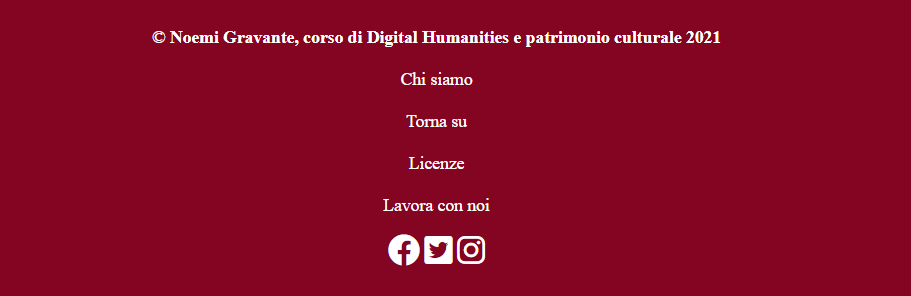 © Noemi Gravante, corso di Digital Humanities e patrimonio culturale 2021
Chi siamo
Torna su
Licenze
Lavora con noi